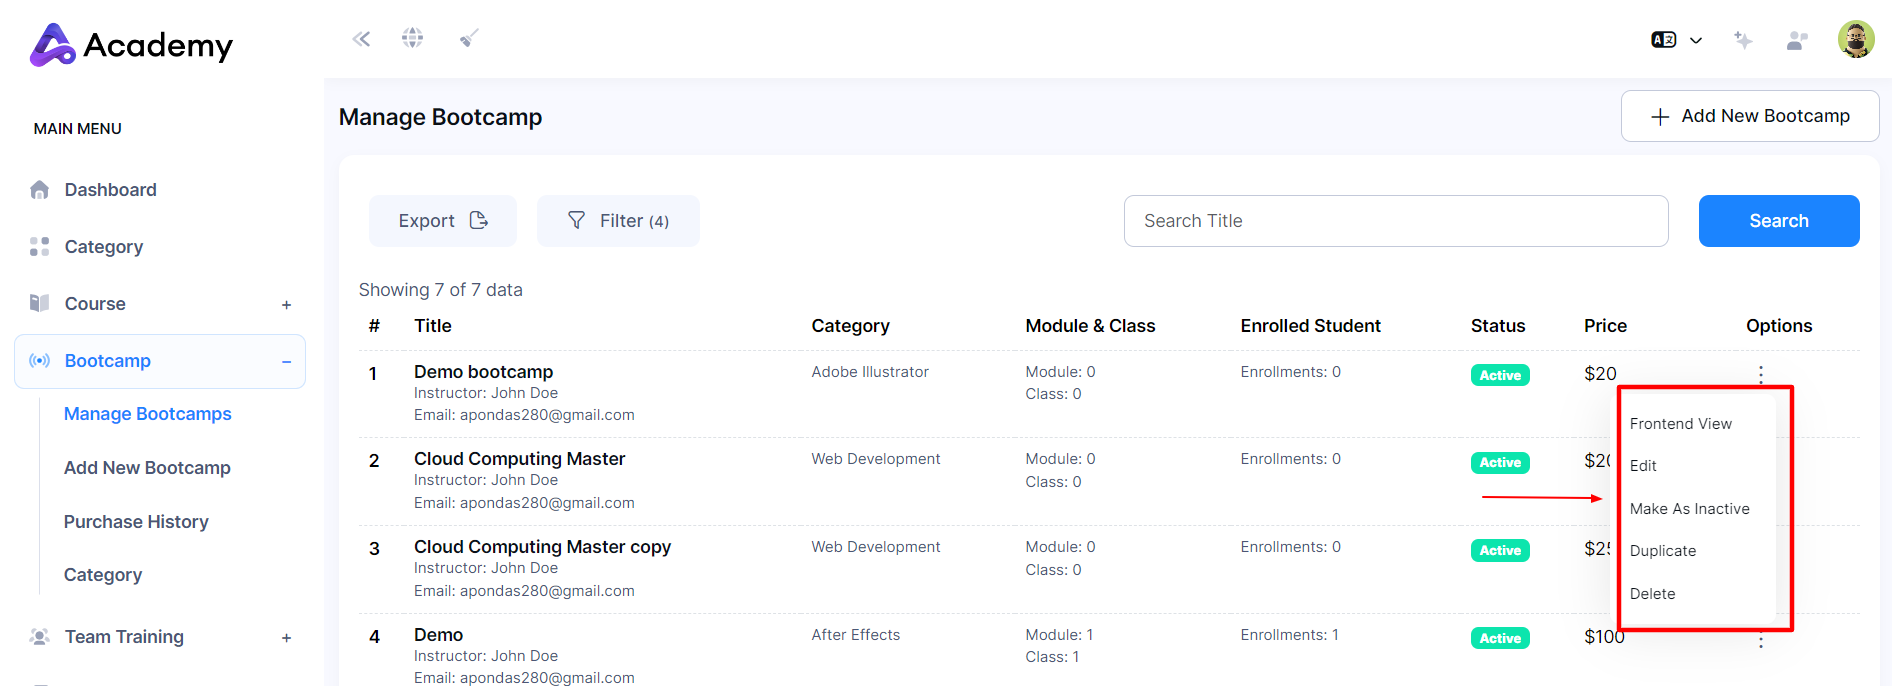 Academy
MAIN MENU
Dashboard
Category
Course +
Bootcamp –
Manage Bootcamps
Add New Bootcamp
Purchase History
Category
Team Training +
Manage Bootcamp
+ Add New Bootcamp
Export
Filter (4)
Search Title
Search
Showing 7 of 7 data
# Title Category Module & Class Enrolled Student Status Price Options
1 Demo bootcamp Adobe Illustrator Module: 0 Enrollments: 0 Active $20
Instructor: John Doe Class: 0
Email: apondas280@gmail.com
2 Cloud Computing Master Web Development Module: 0 Enrollments: 0 Active
Instructor: John Doe Class: 0
Email: apondas280@gmail.com
3 Cloud Computing Master copy Web Development Module: 0 Enrollments: 0 Active
Instructor: John Doe Class: 0
Email: apondas280@gmail.com
4 Demo After Effects Module: 1 Enrollments: 1 Active $100
Instructor: John Doe Class: 1
Email: apondas280@gmail.com
Frontend View
Edit
Make As Inactive
Duplicate
Delete